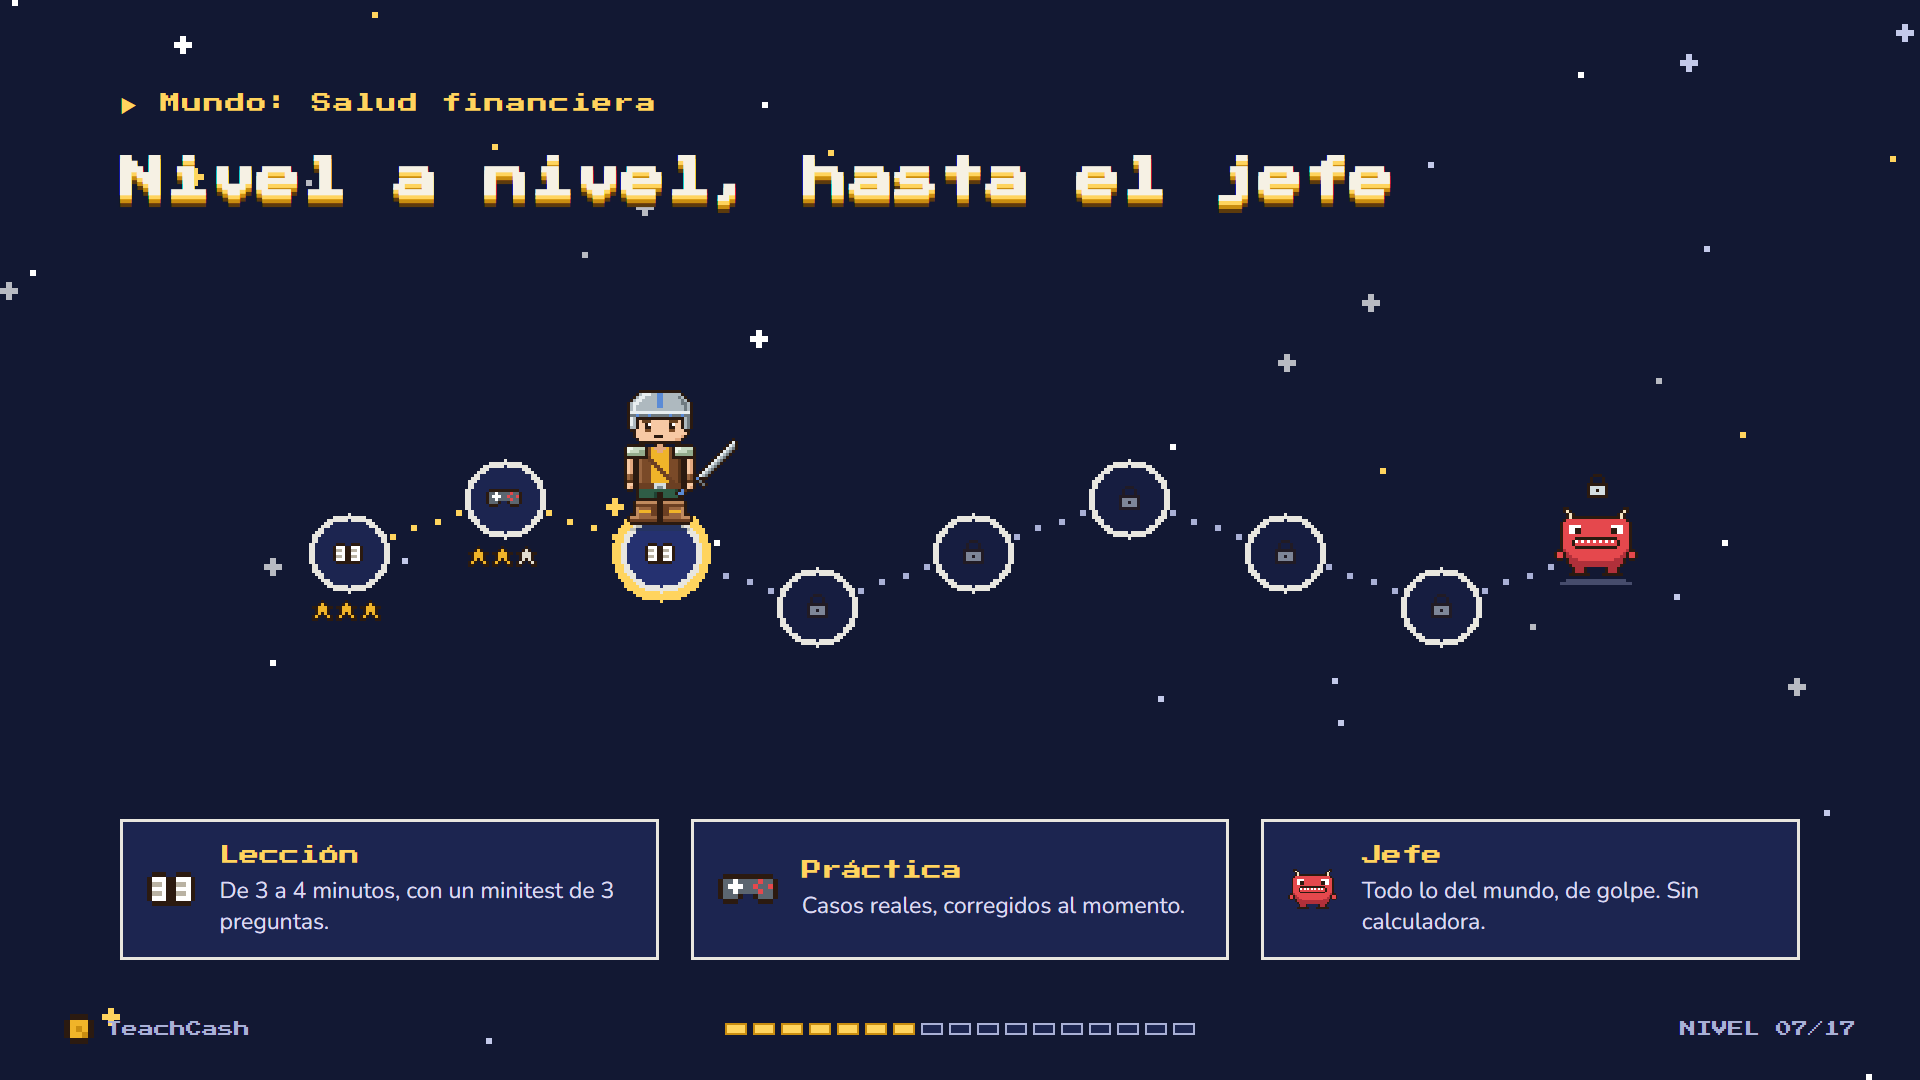 Mundo: Salud financiera
Nivel a nivel, hasta el jefe
Lección
De 3 a 4 minutos, con un minitest de 3
preguntas.
Práctica
Casos reales, corregidos al momento.
Jefe
Todo lo del mundo, de golpe. Sin
calculadora.
TeachCash
NIVEL 07/17